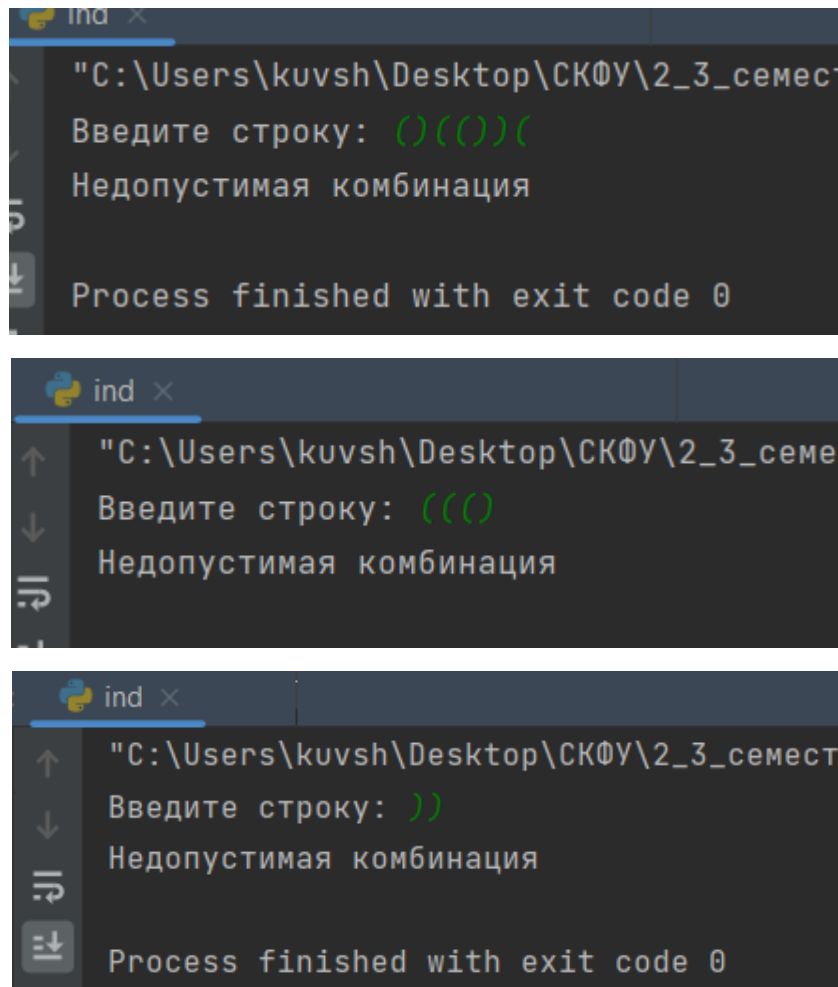 ind
"C:\Users\kuvsh\Desktop\СКФУ\2_3_семест
Введите строку: ()(())(
Недопустимая комбинация
Process finished with exit code 0
ind
"C:\Users\kuvsh\Desktop\СКФУ\2_3_семе
Введите строку: ((()
Недопустимая комбинация
ind
"C:\Users\kuvsh\Desktop\СКФУ\2_3_семест
Введите строку: ))
Недопустимая комбинация
Process finished with exit code 0